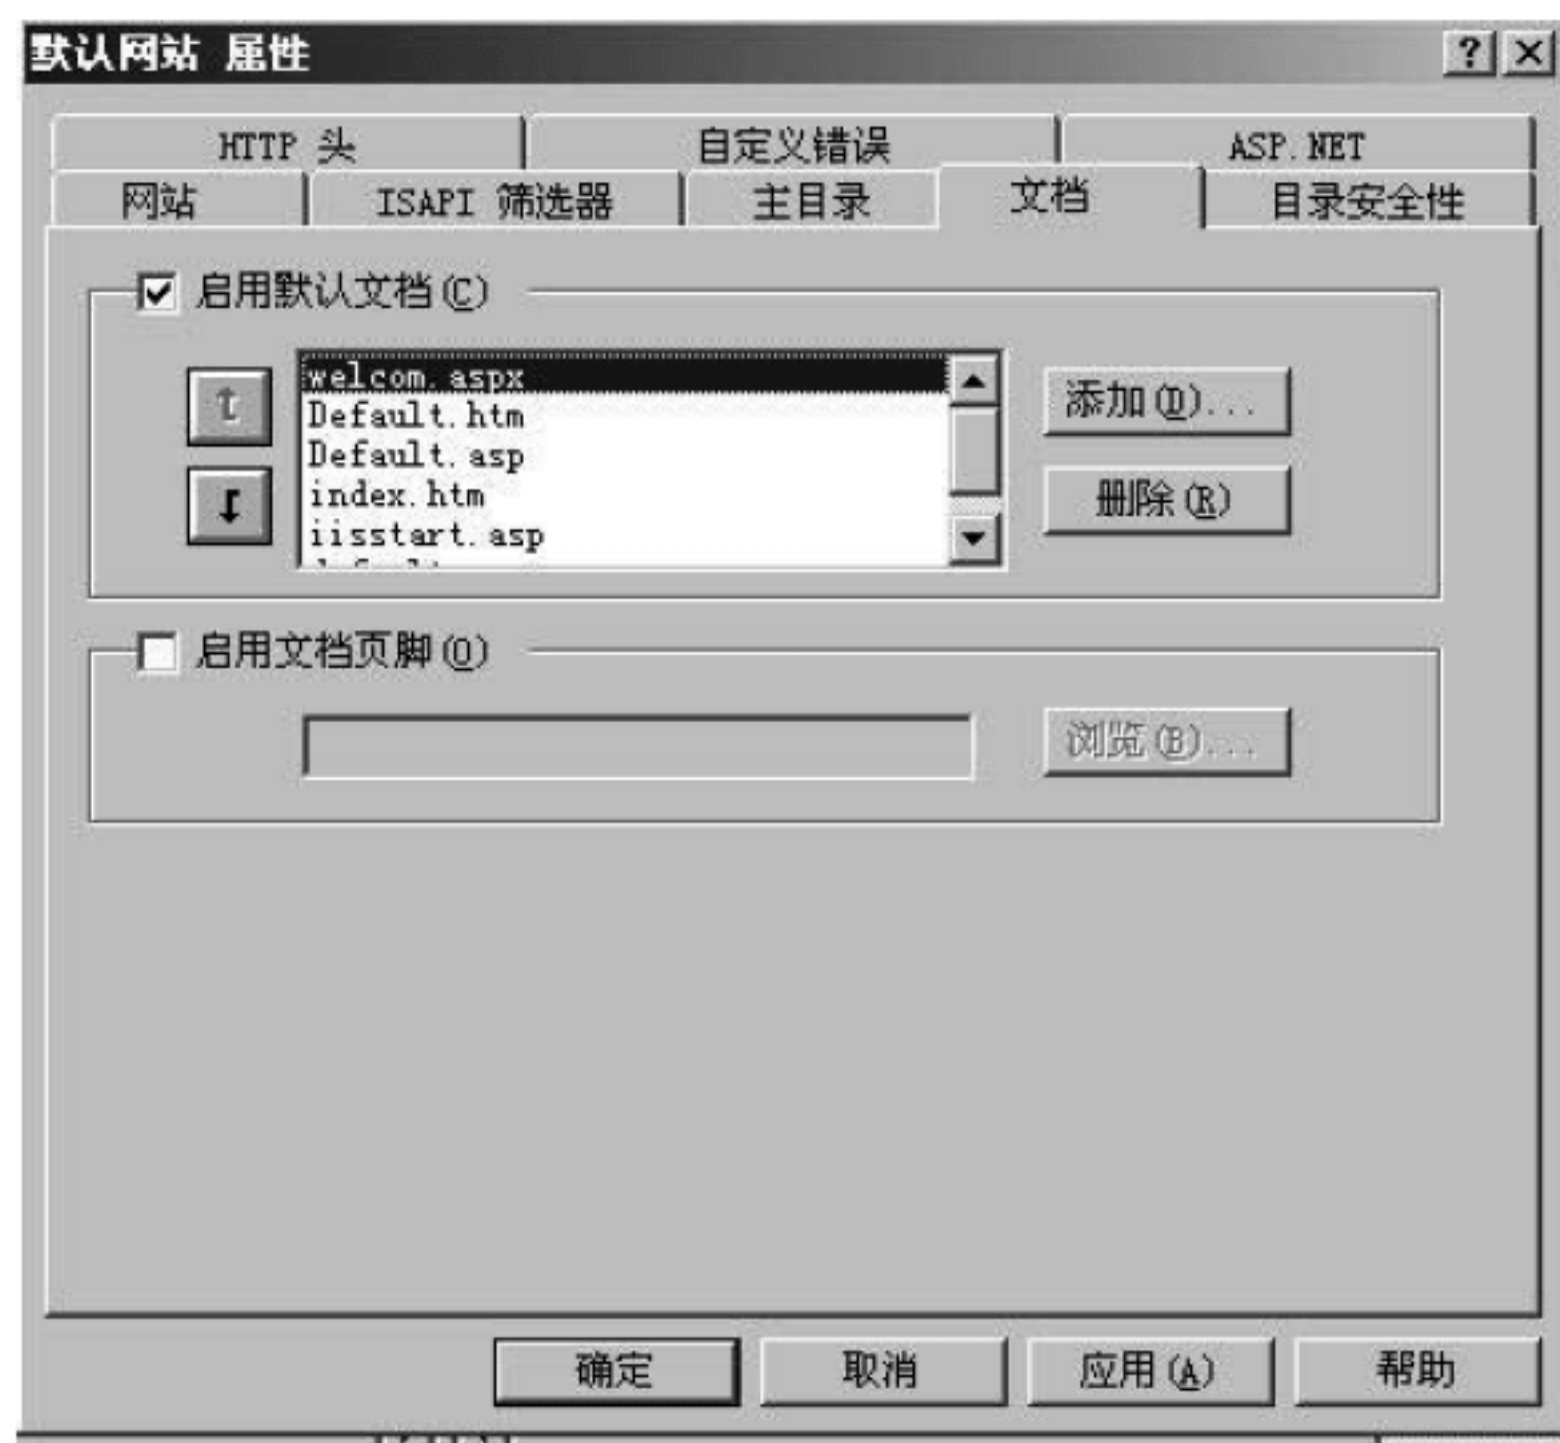 默认网站 属性
HTTP 头 自定义错误 ASP.NET
网站 ISAPI 筛选器 主目录 文档 目录安全性
启用默认文档(C)
welcom.aspx
Default.htm
Default.asp
index.htm
iisstart.asp
添加(D)...
删除(R)
启用文档页脚(O)
浏览(B)...
确定 取消 应用(A) 帮助